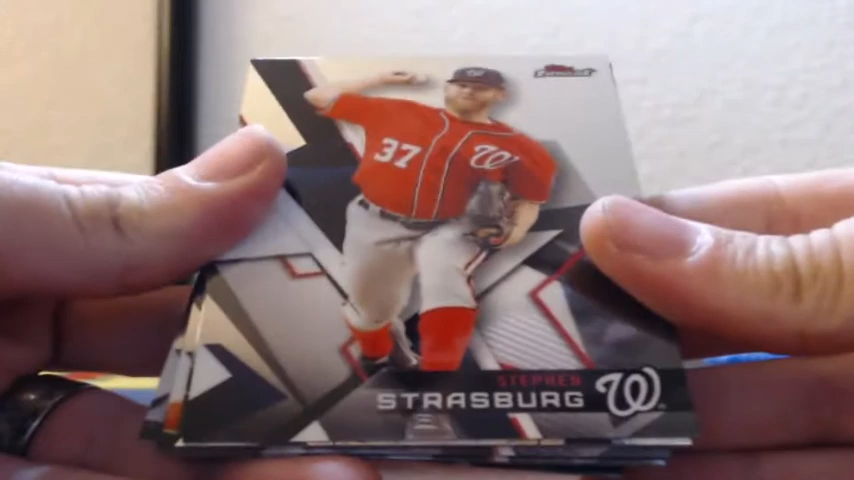 Finest
37
W
STEPHEN
STRASBURG
W